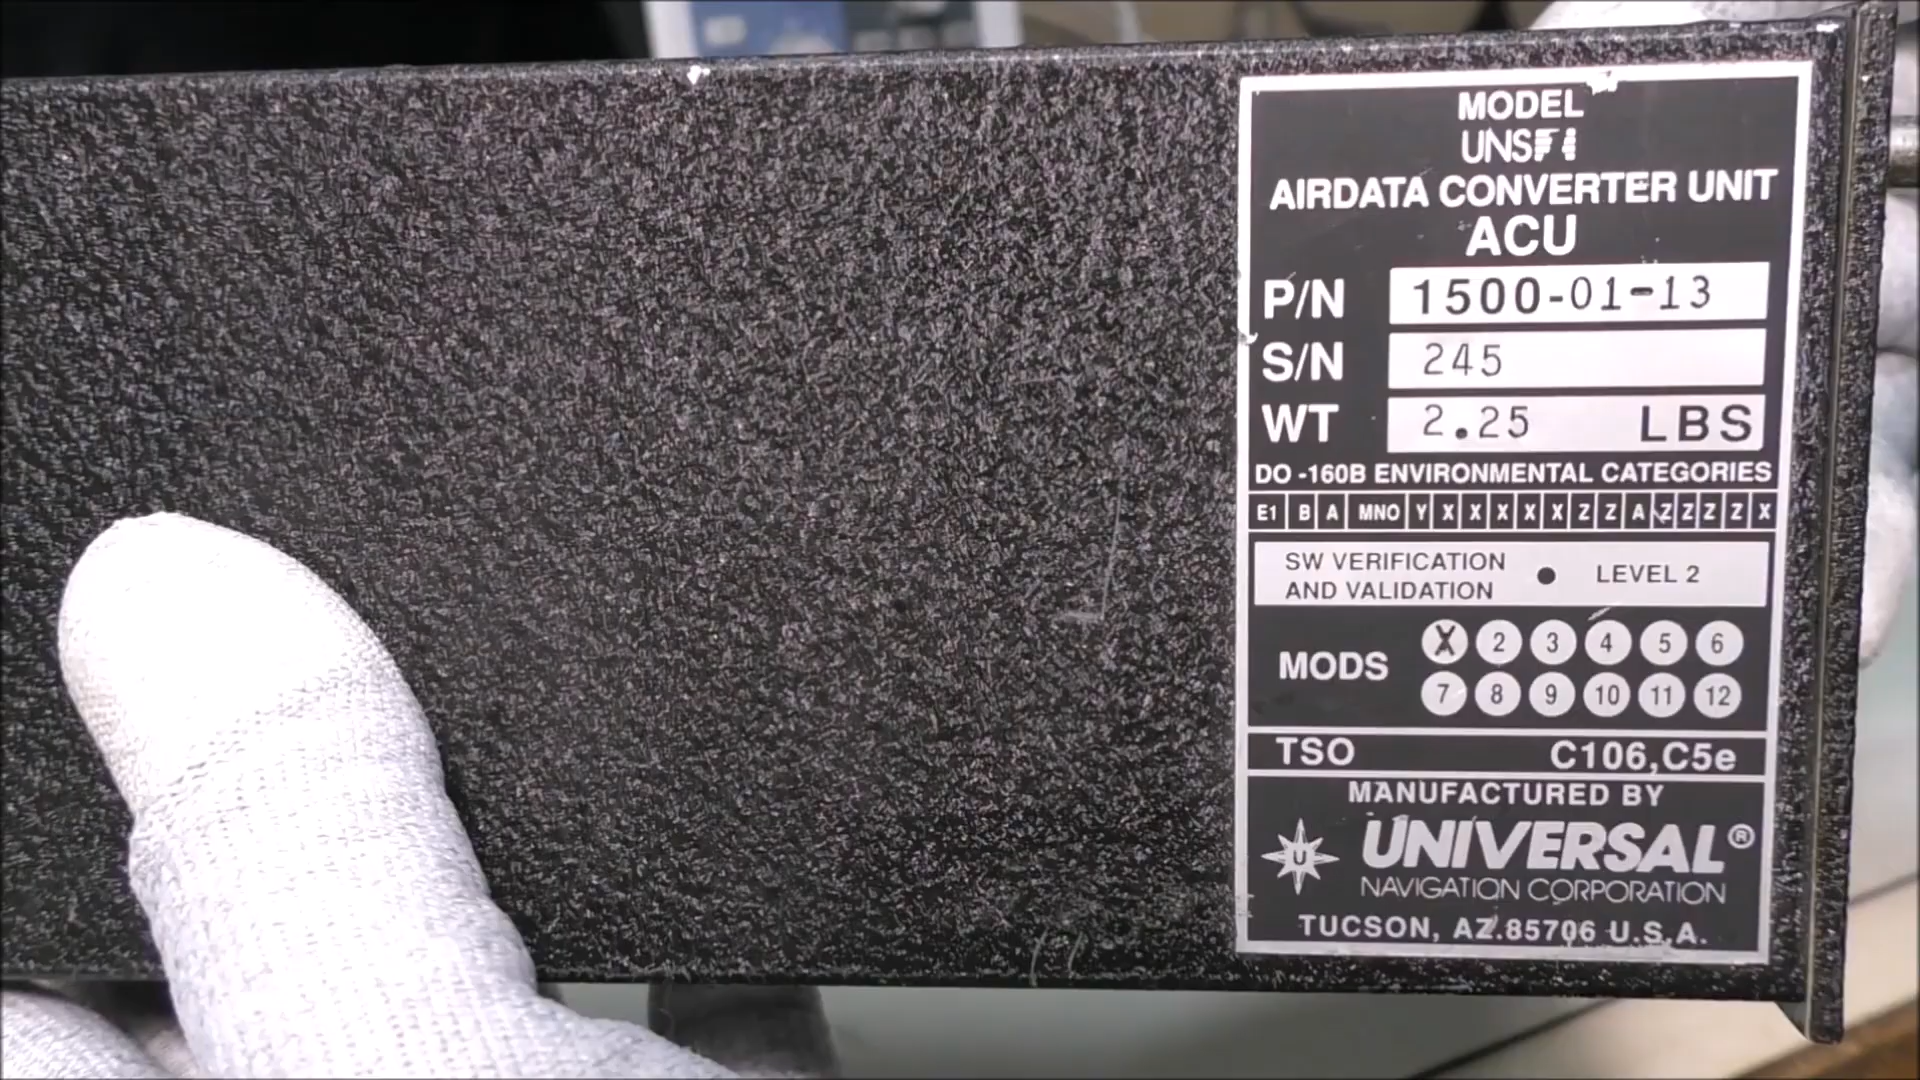 MODEL
UNS
AIRDATA CONVERTER UNIT
ACU
P/N 1500-01-13
S/N 245
WT 2.25 LBS
DO -160B ENVIRONMENTAL CATEGORIES
E1 B A MNO Y X X X X X Z Z A Z Z Z Z X
SW VERIFICATION
AND VALIDATION • LEVEL 2
MODS X 2 3 4 5 6
7 8 9 10 11 12
TSO C106,C5e
MANUFACTURED BY
U UNIVERSAL®
NAVIGATION CORPORATION
TUCSON, AZ.85706 U.S.A.